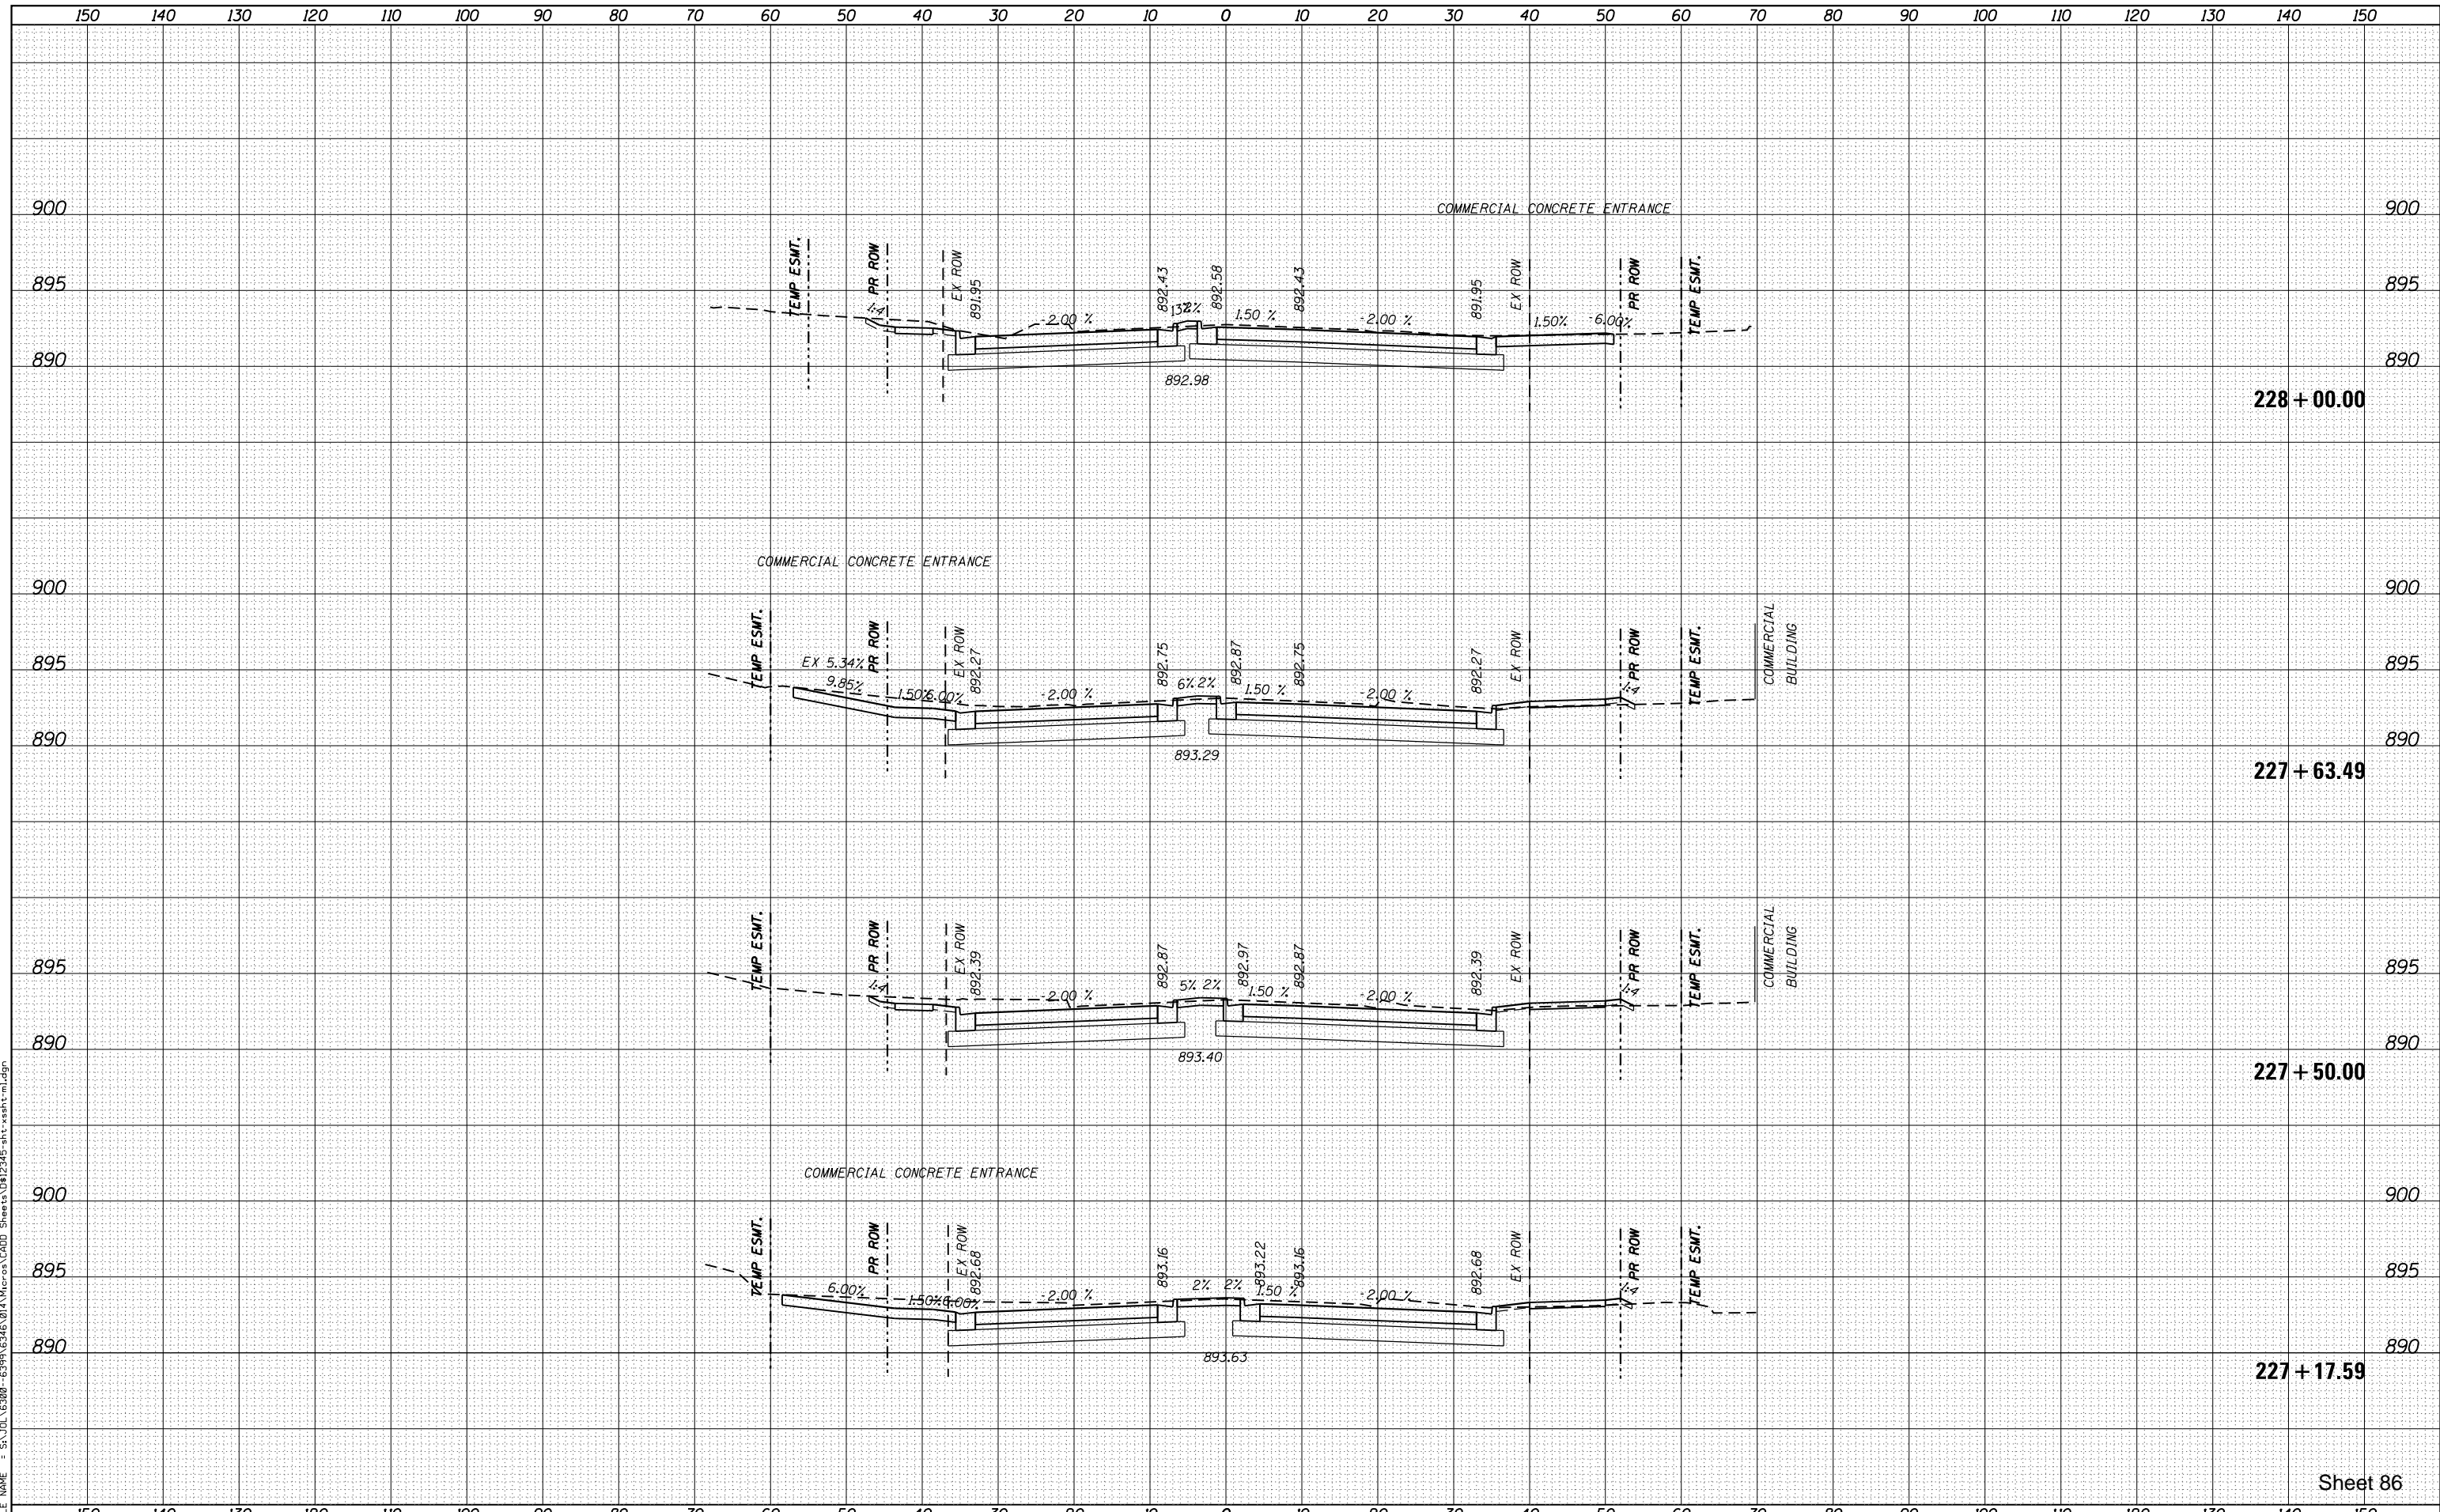 150 140 130 120 110 100 90 80 70 60 50 40 30 20 10 0 10 20 30 40 50 60 70 80 90 100 110 120 130 140 150
COMMERCIAL CONCRETE ENTRANCE
900 900
TEMP ESMT. PR ROW EX ROW 891.95 892.43 892.58 892.43 891.95 EX ROW PR ROW TEMP ESMT.
895 895
1:4 -2.00 % 2% 1.50 % -2.00 % 1.50% -6.00%
890 890
892.98
228+00.00
COMMERCIAL CONCRETE ENTRANCE
900 900
TEMP ESMT. PR ROW EX ROW 892.27 892.75 892.87 892.75 892.27 EX ROW PR ROW TEMP ESMT. COMMERCIAL BUILDING
895 895
EX 5.34%
9.85% 1.50% 6.00% -2.00 % 6% 2% 1.50 % -2.00 % 1:4
890 890
893.29
227+63.49
TEMP ESMT. PR ROW EX ROW 892.39 892.87 892.97 892.87 892.39 EX ROW PR ROW TEMP ESMT. COMMERCIAL BUILDING
895 895
1:4 -2.00 % 5% 2% 1.50 % -2.00 % 1:4
890 890
893.40
227+50.00
COMMERCIAL CONCRETE ENTRANCE
900 900
TEMP ESMT. PR ROW EX ROW 892.68 893.16 893.22 893.16 892.68 EX ROW PR ROW TEMP ESMT.
895 895
6.00% 1.50% 6.00% -2.00 % 2% 2% 1.50 % -2.00 % 1:4
890 890
893.63
227+17.59
Sheet 86